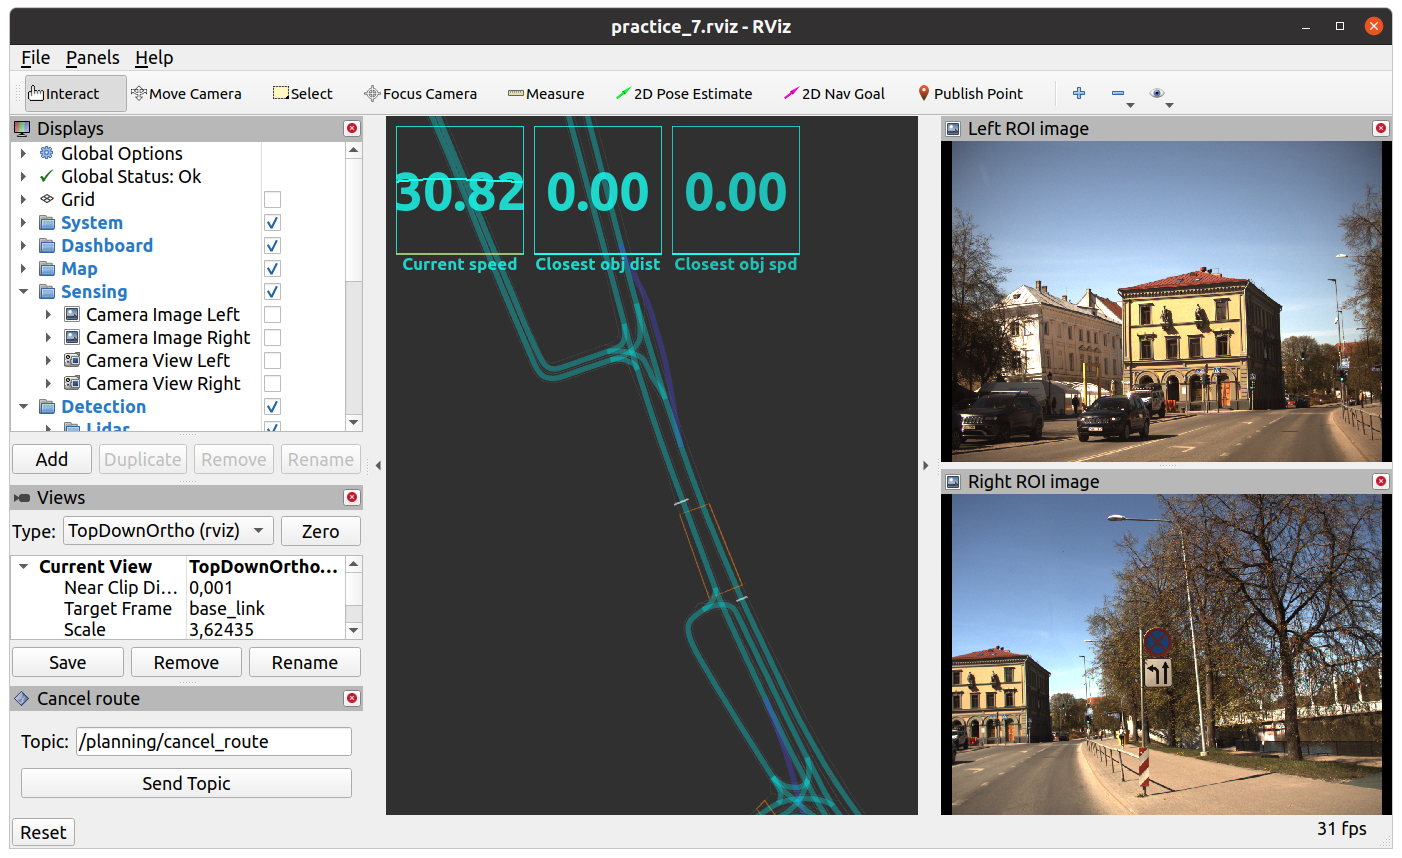 practice_7.rviz - RViz
File Panels Help
Interact Move Camera Select Focus Camera Measure 2D Pose Estimate 2D Nav Goal Publish Point
Displays
Global Options
Global Status: Ok
Grid
System
Dashboard
Map
Sensing
Camera Image Left
Camera Image Right
Camera View Left
Camera View Right
Detection
Lidar
Add Duplicate Remove Rename
Views
Type: TopDownOrtho (rviz) Zero
Current View TopDownOrtho...
Near Clip Di... 0,001
Target Frame base_link
Scale 3,62435
Save Remove Rename
Cancel route
Topic: /planning/cancel_route
Send Topic
Reset
30.82 0.00 0.00
Current speed Closest obj dist Closest obj spd
Left ROI image
Right ROI image
31 fps